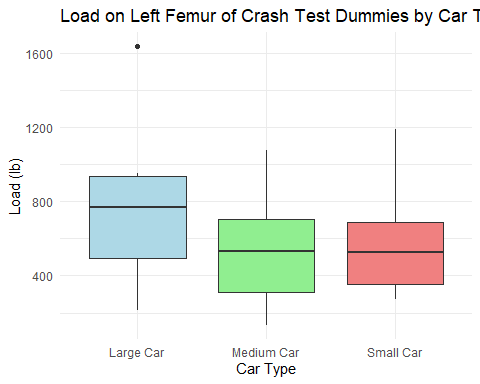 Load on Left Femur of Crash Test Dummies by Car T
1600
1200
800
400
Load (lb)
Large Car
Medium Car
Small Car
Car Type